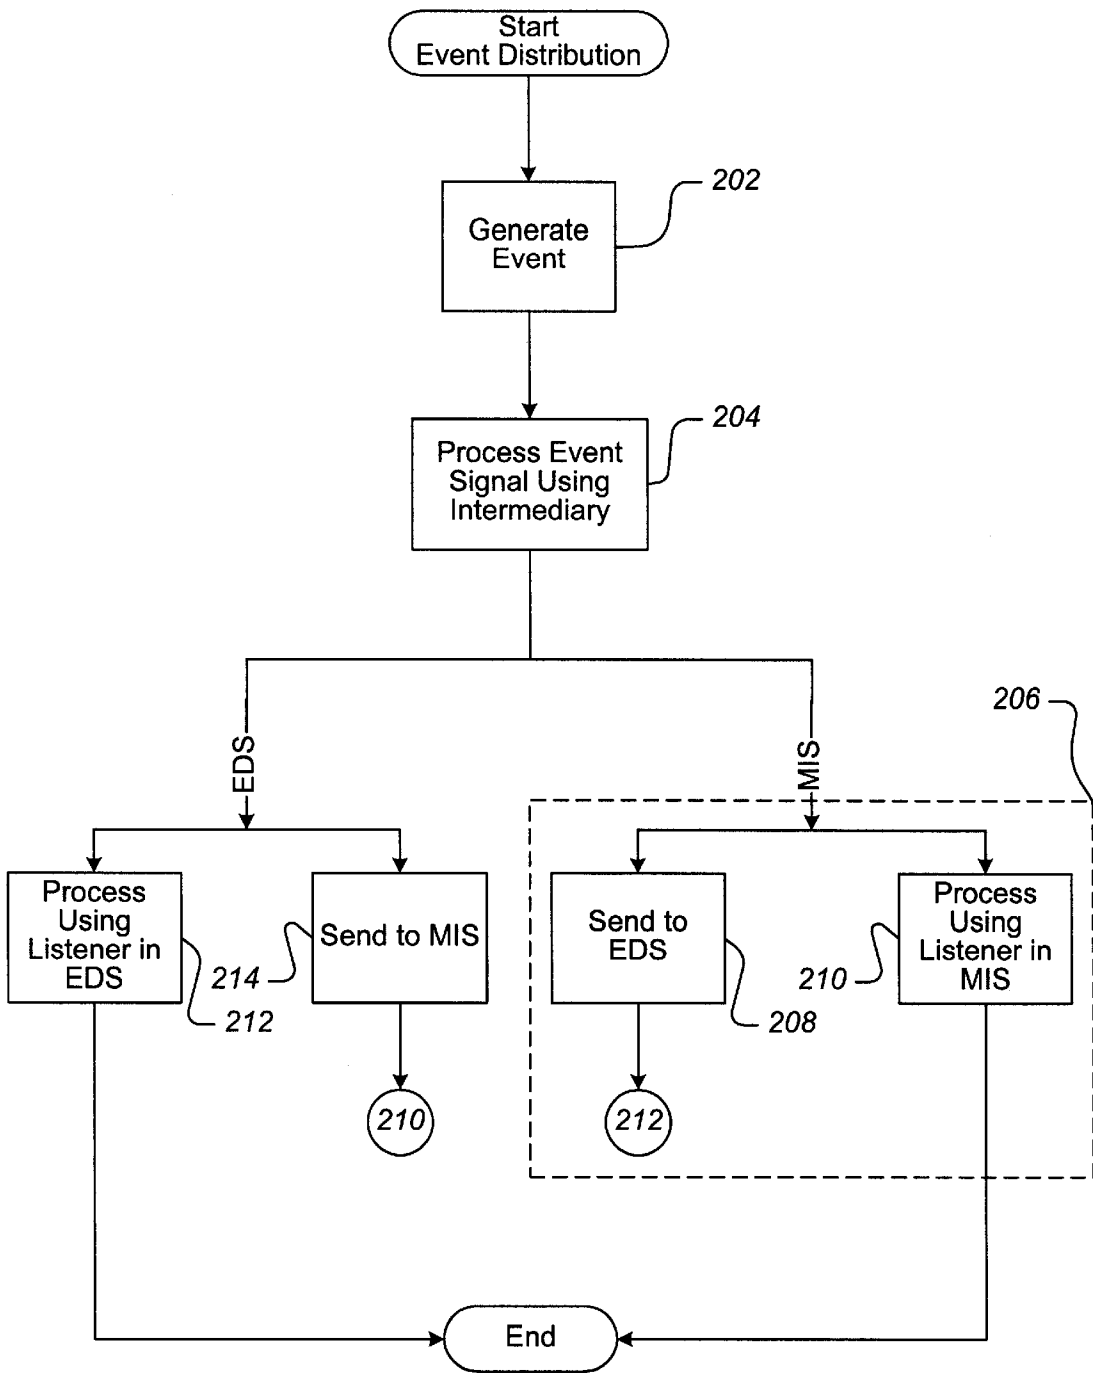 Start
Event Distribution
202
Generate
Event
204
Process Event
Signal Using
Intermediary
206
EDS
MIS
Process
Using
Listener in
EDS
212
Send to MIS
214
Send to
EDS
208
Process
Using
Listener in
MIS
210
210
212
End